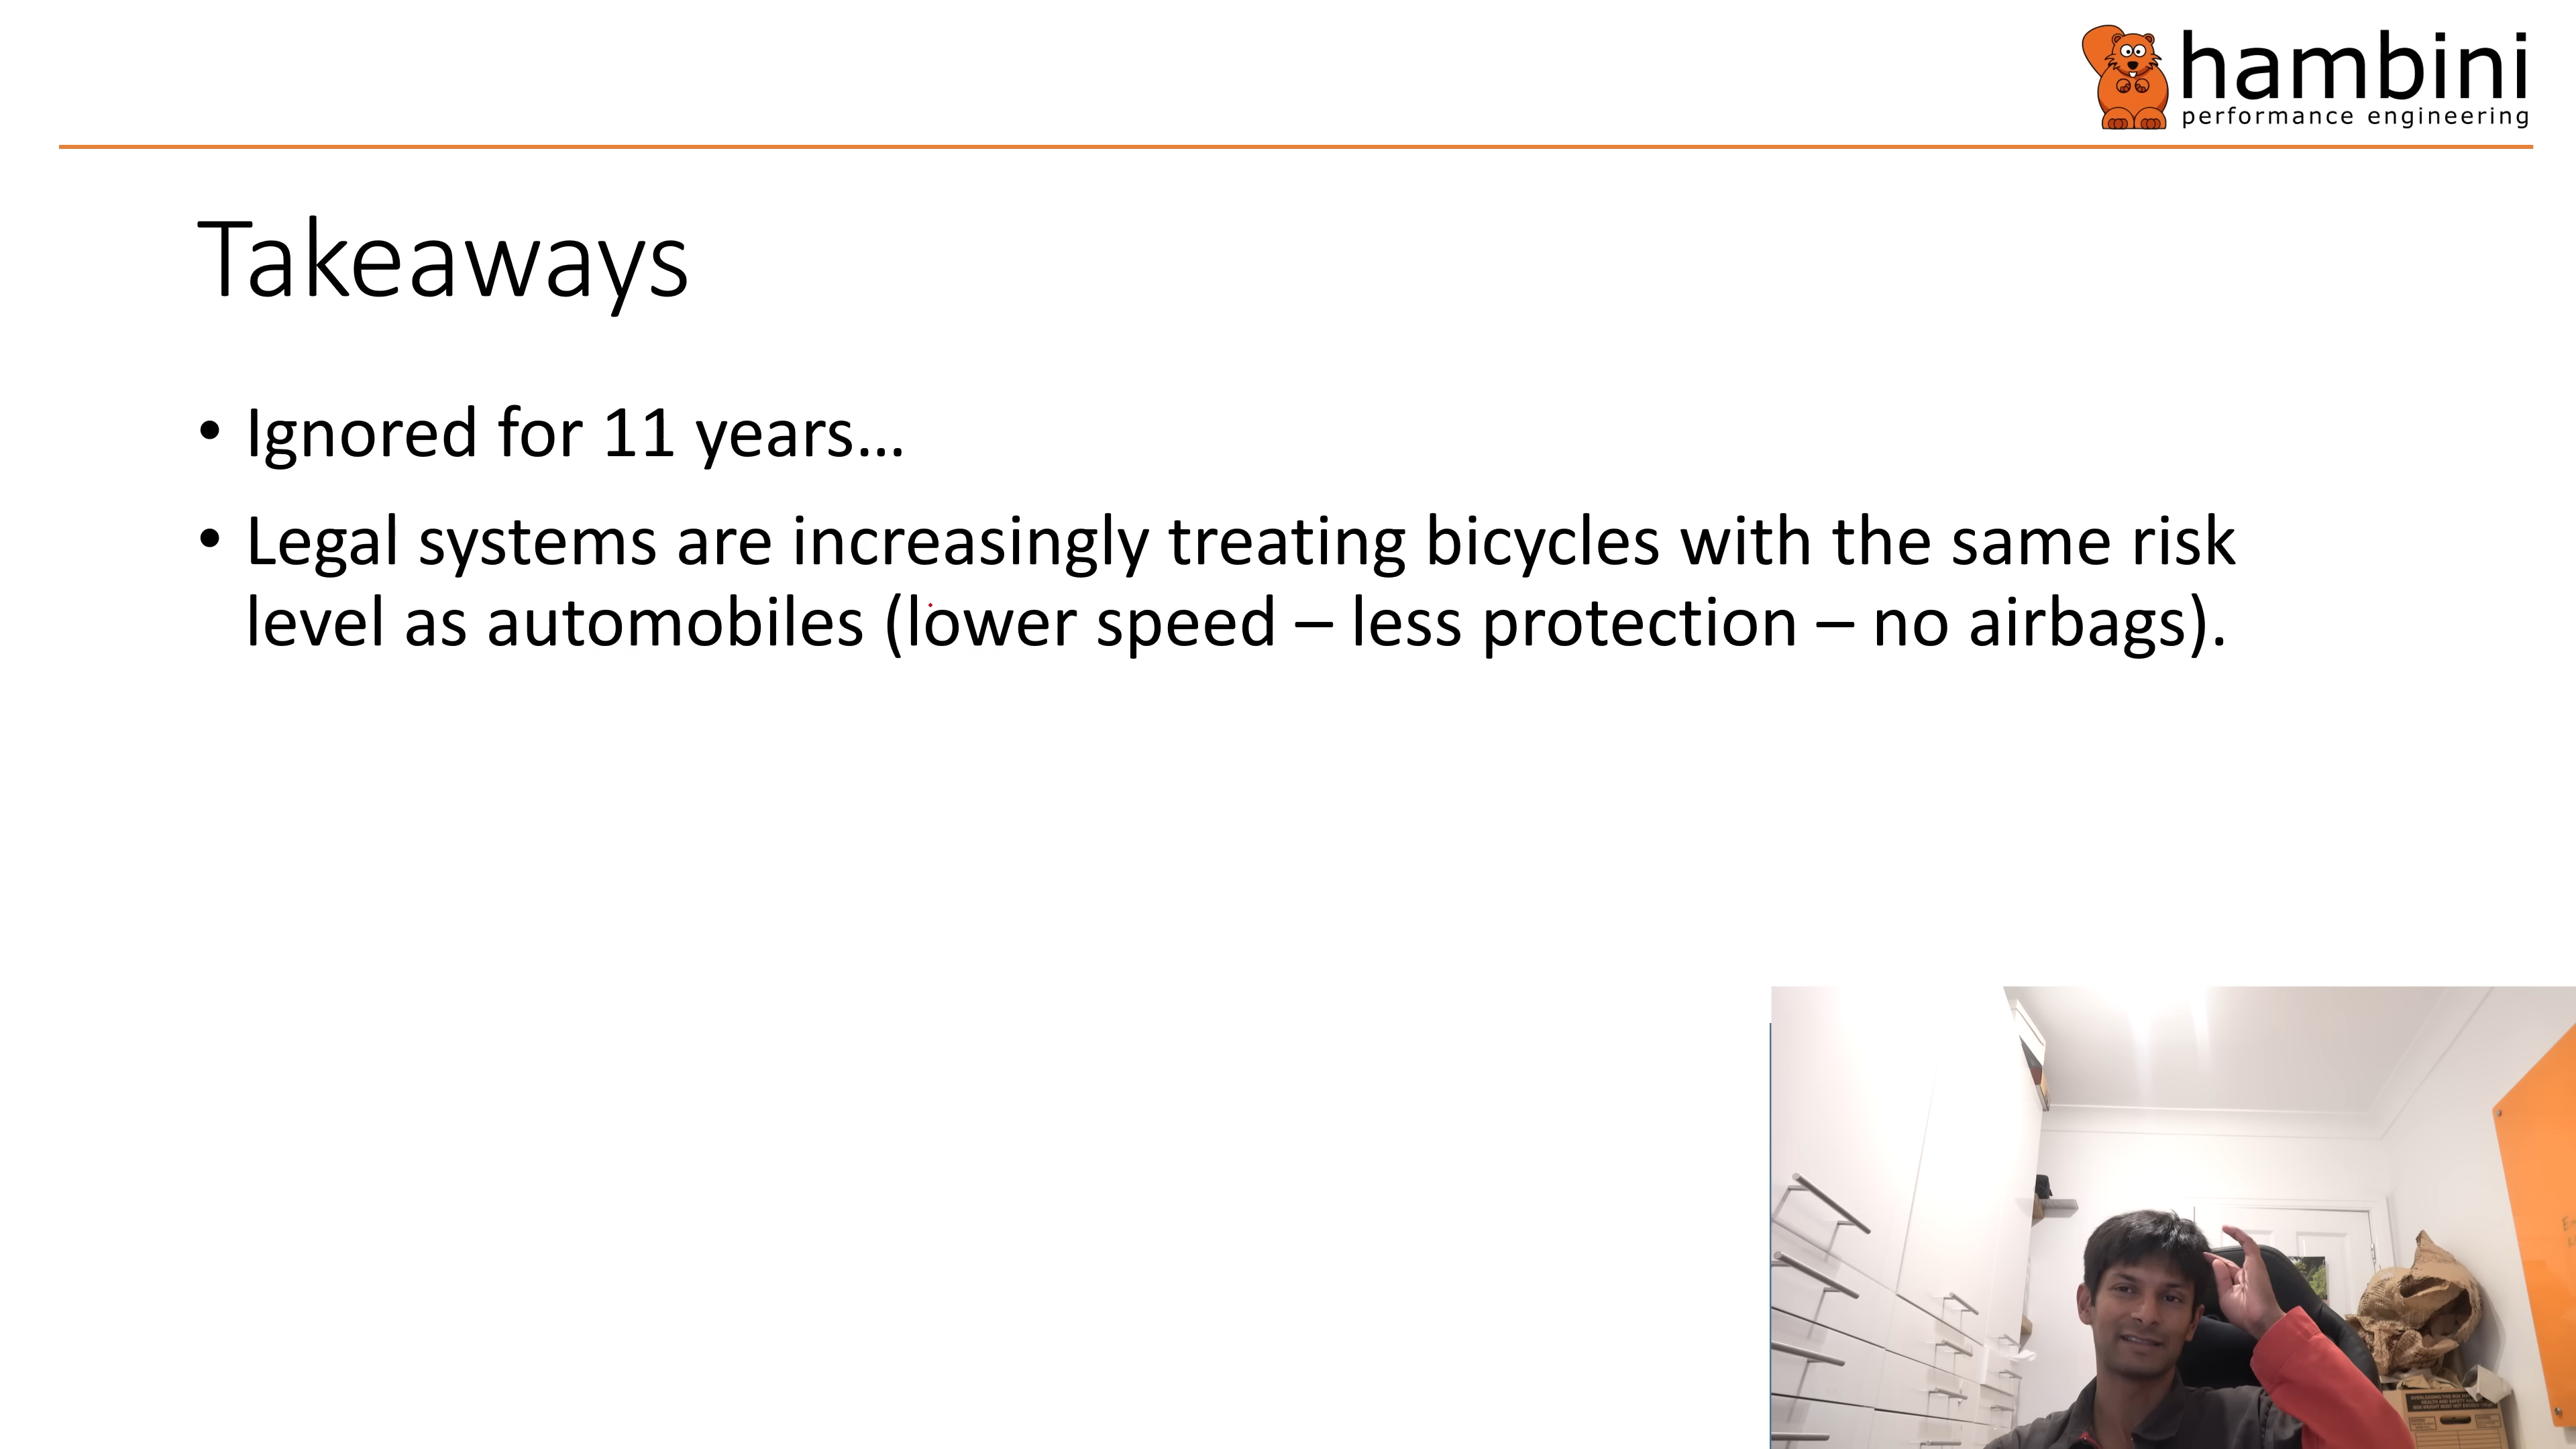 hambini
performance engineering
Takeaways
• Ignored for 11 years...
• Legal systems are increasingly treating bicycles with the same risk
level as automobiles (lower speed – less protection – no airbags).